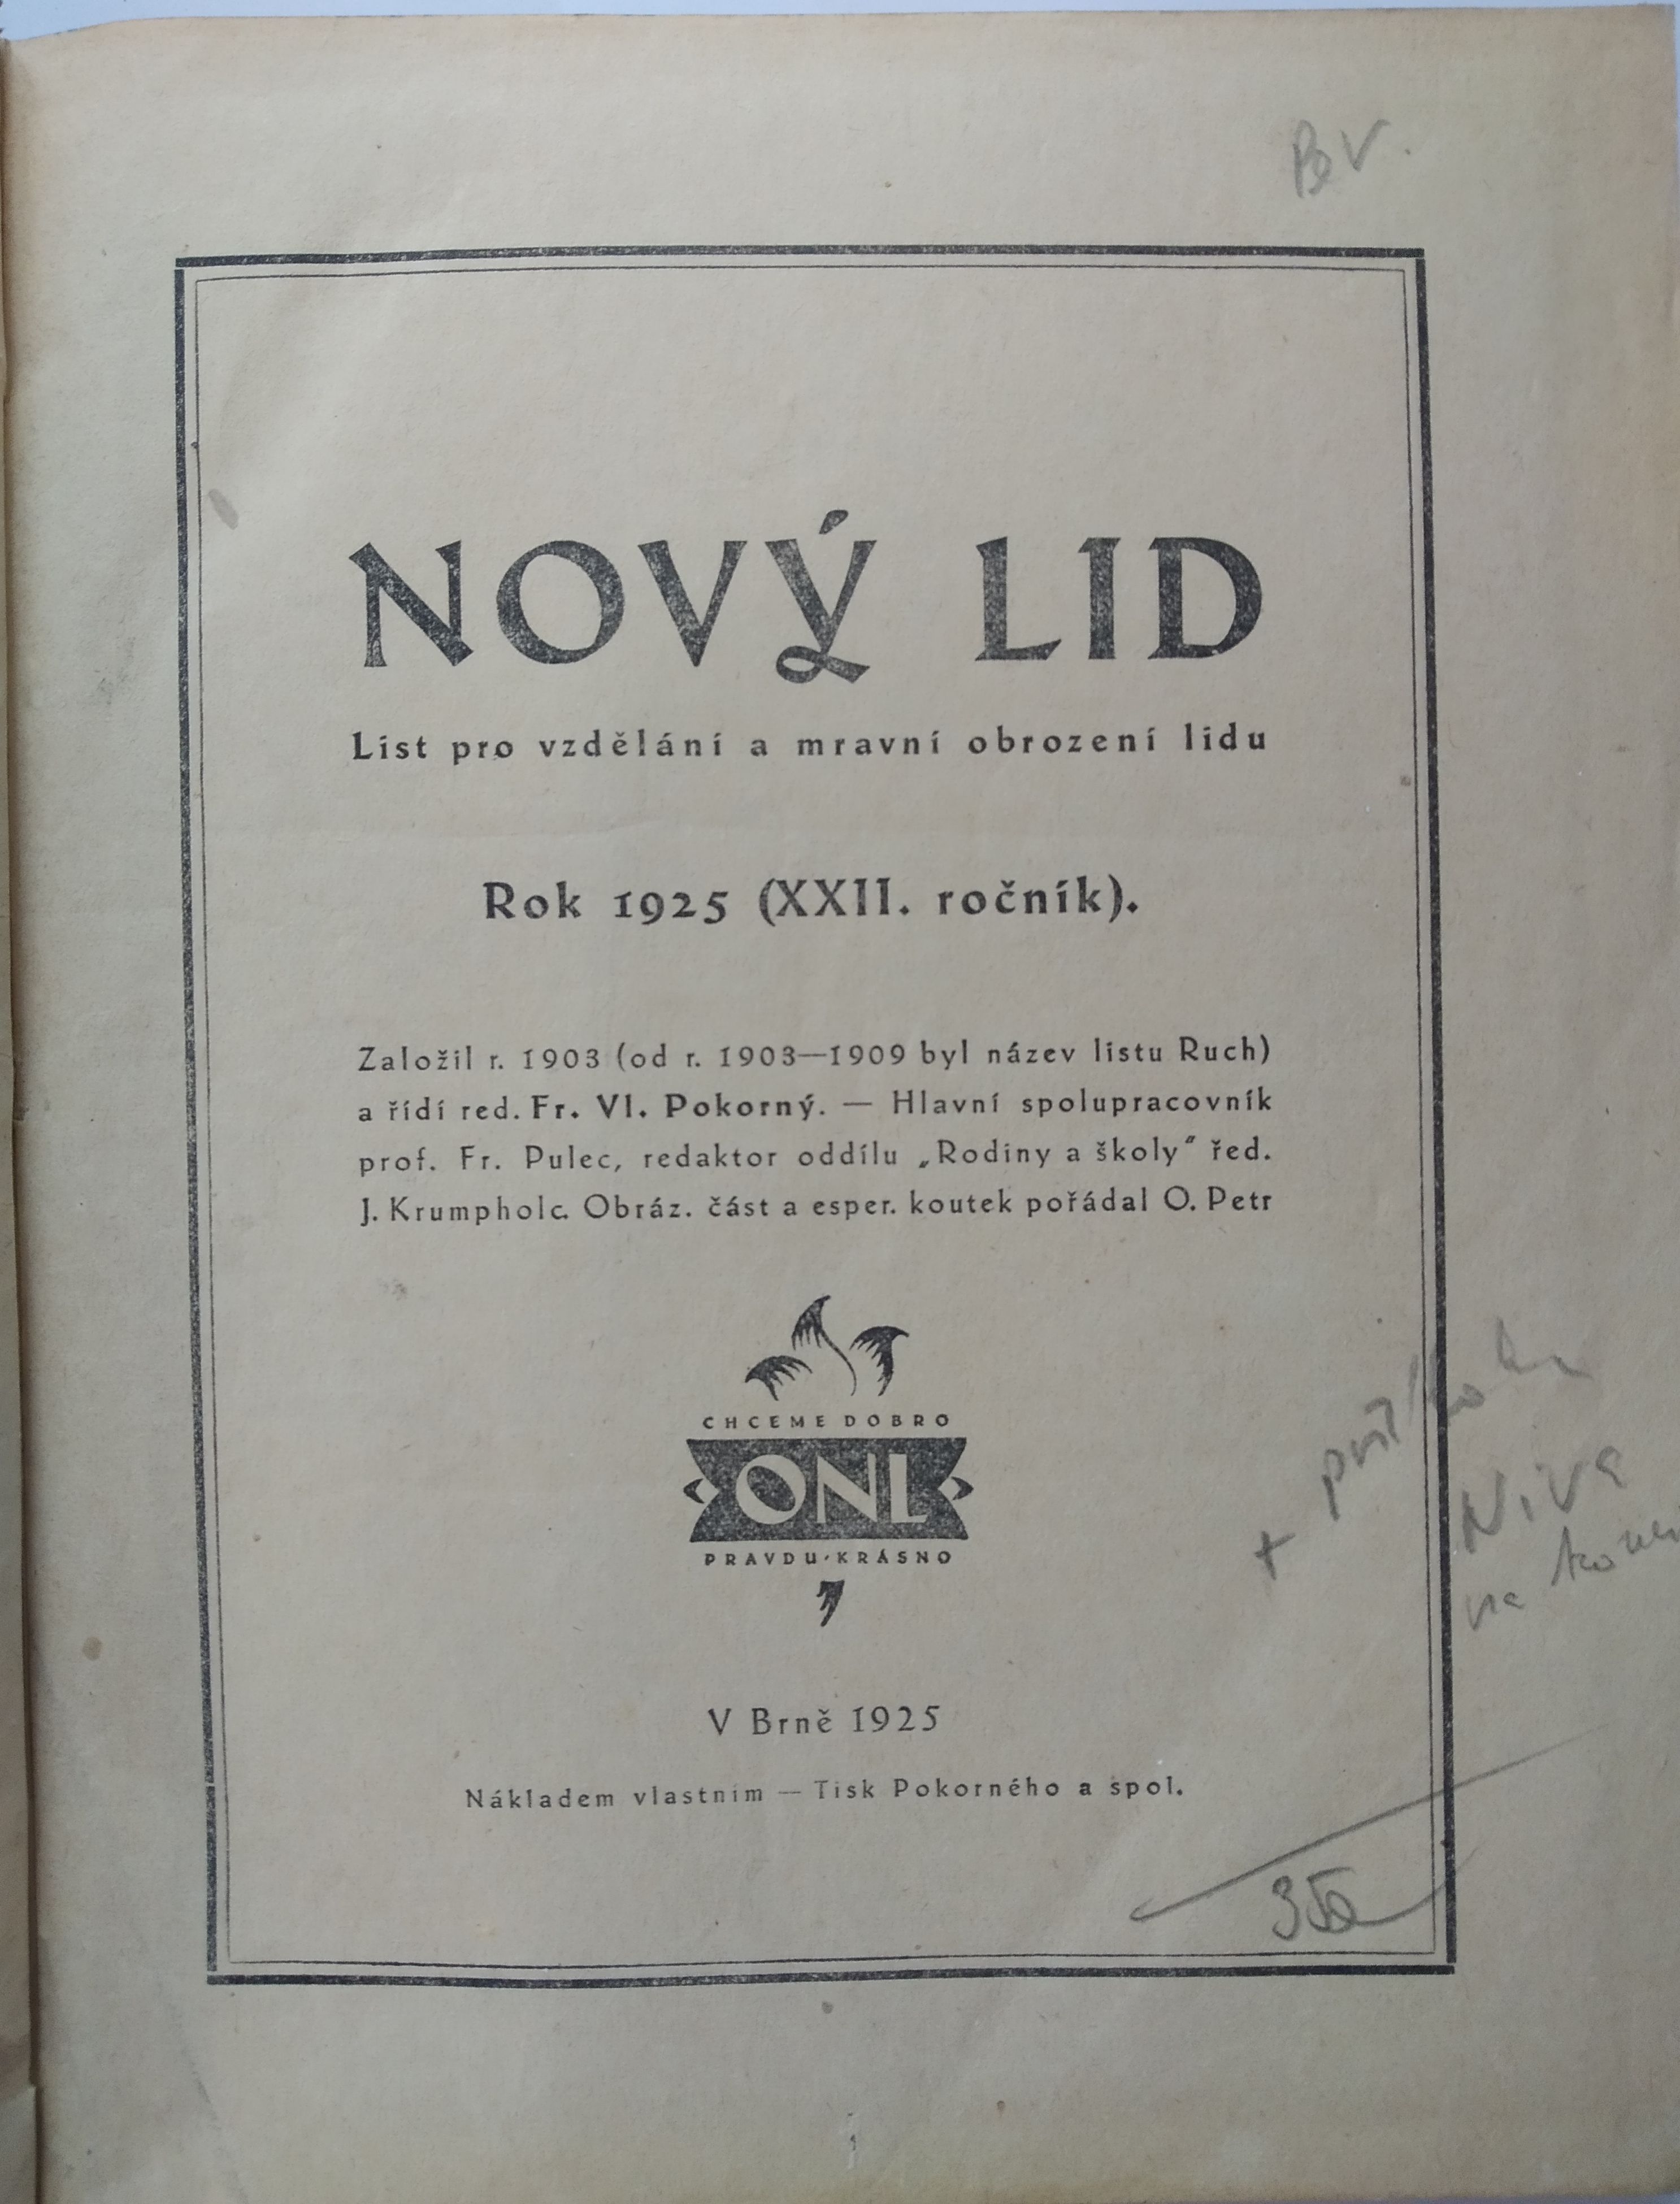 BV.
NOVÝ LID
List pro vzdělání a mravní obrození lidu
Rok 1925 (XXII. ročník).
Založil r. 1903 (od r. 1903—1909 byl název listu Ruch)
a řídí red. Fr. Vl. Pokorný. — Hlavní spolupracovník
prof. Fr. Pulec, redaktor oddílu „Rodiny a školy“ řed.
J. Krumpholc. Obráz. část a esper. koutek pořádal O. Petr
CHCEME DOBRO
ONL
PRAVDU·KRÁSNO
+
Niva
na
V Brně 1925
Nákladem vlastním — Tisk Pokorného a spol.